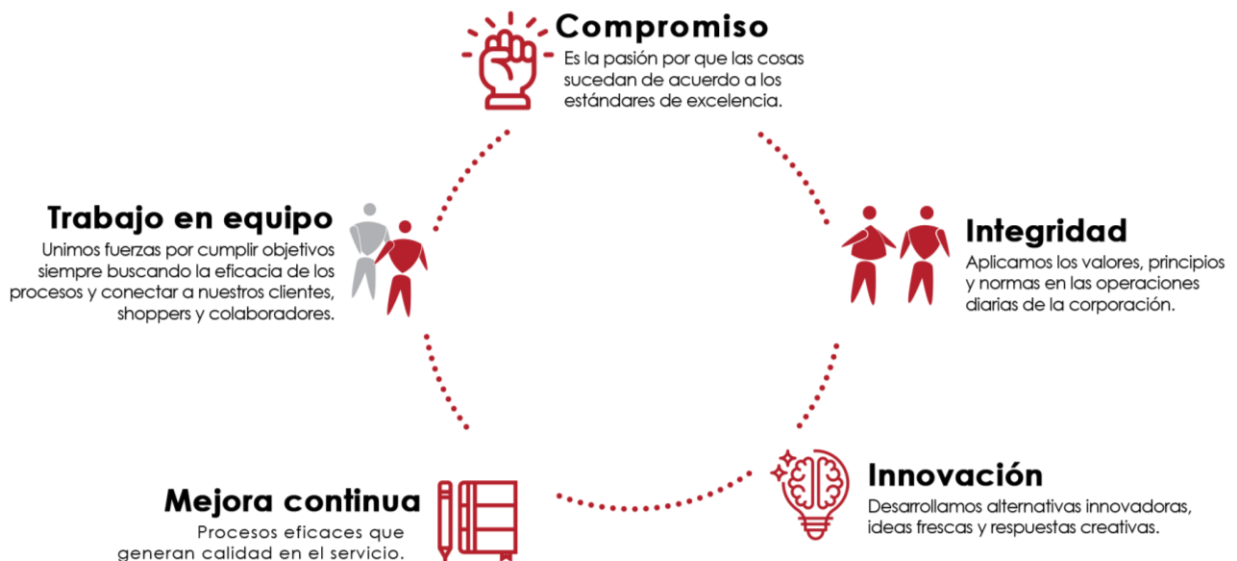 Compromiso
Es la pasión por que las cosas
sucedan de acuerdo a los
estándares de excelencia.
Trabajo en equipo
Unimos fuerzas por cumplir objetivos
siempre buscando la eficacia de los
procesos y conectar a nuestros clientes,
shoppers y colaboradores.
Integridad
Aplicamos los valores, principios
y normas en las operaciones
diarias de la corporación.
Mejora continua
Procesos eficaces que
generan calidad en el servicio.
Innovación
Desarrollamos alternativas innovadoras,
ideas frescas y respuestas creativas.